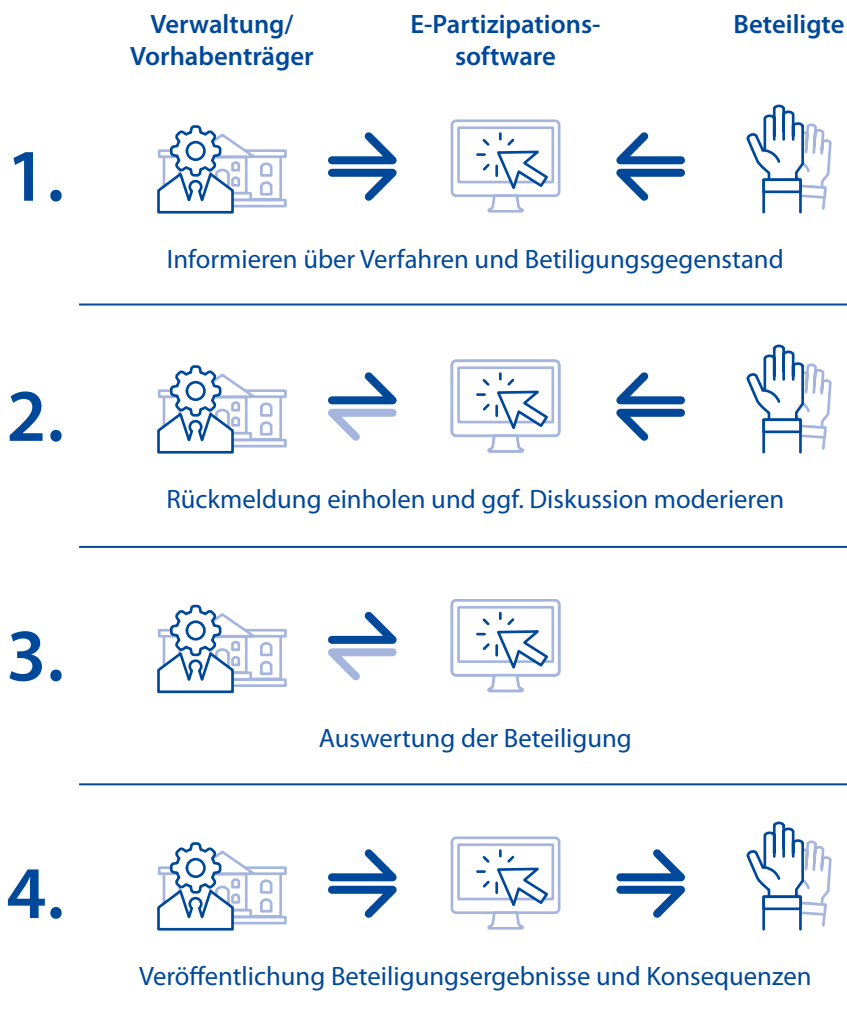 Verwaltung/
Vorhabenträger
E-Partizipations-
software
Beteiligte
1.
Informieren über Verfahren und Betiligungsgegenstand
2.
Rückmeldung einholen und ggf. Diskussion moderieren
3.
Auswertung der Beteiligung
4.
Veröffentlichung Beteiligungsergebnisse und Konsequenzen